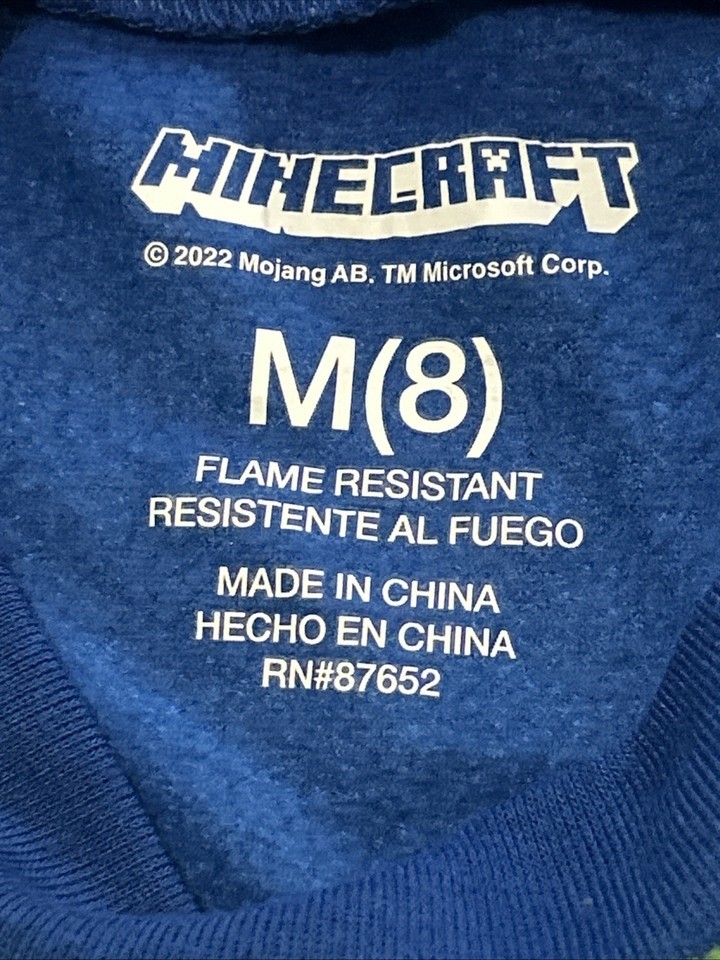 MINECRAFT
© 2022 Mojang AB. TM Microsoft Corp.
M(8)
FLAME RESISTANT
RESISTENTE AL FUEGO
MADE IN CHINA
HECHO EN CHINA
RN#87652